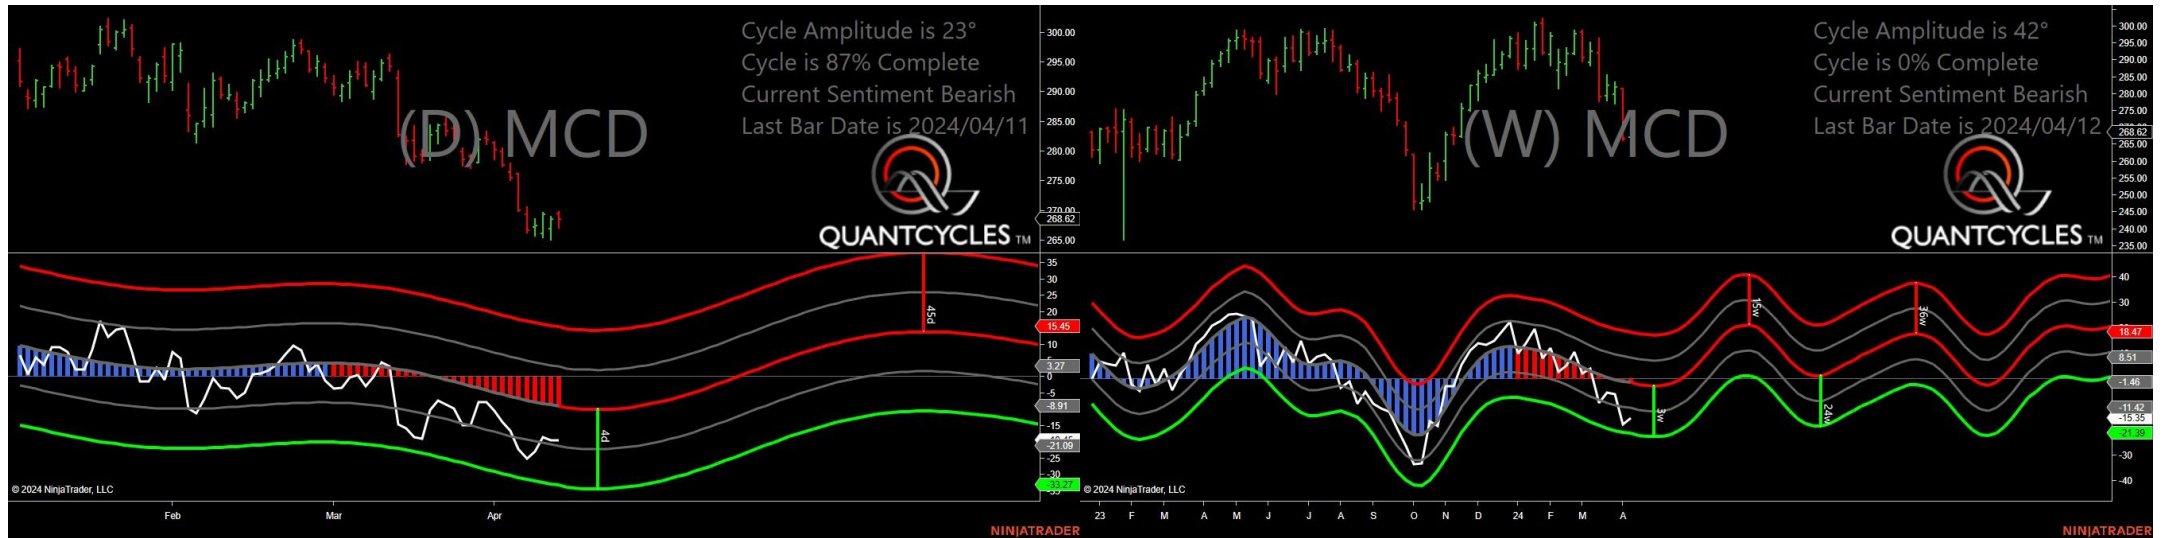 Cycle Amplitude is 23°
Cycle is 87% Complete
Current Sentiment Bearish
Last Bar Date is 2024/04/11
(D) MCD
QUANTCYCLES TM
300.00
295.00
290.00
285.00
280.00
275.00
270.00
268.62
265.00
35
30
25
20
15.45
10
5
3.27
0
-5
-8.91
-15
-21.09
-25
-30
-33.27
45d
4d
© 2024 NinjaTrader, LLC
Feb
Mar
Apr
NINJATRADER
Cycle Amplitude is 42°
Cycle is 0% Complete
Current Sentiment Bearish
Last Bar Date is 2024/04/12
(W) MCD
QUANTCYCLES TM
300.00
295.00
290.00
285.00
280.00
275.00
268.62
265.00
260.00
255.00
250.00
245.00
240.00
235.00
40
30
18.47
8.51
-1.46
-11.42
-15.35
-21.39
-30
-40
15w
36w
3w
24w
© 2024 NinjaTrader, LLC
23 F M A M J J A S O N D 24 F M A
NINJATRADER